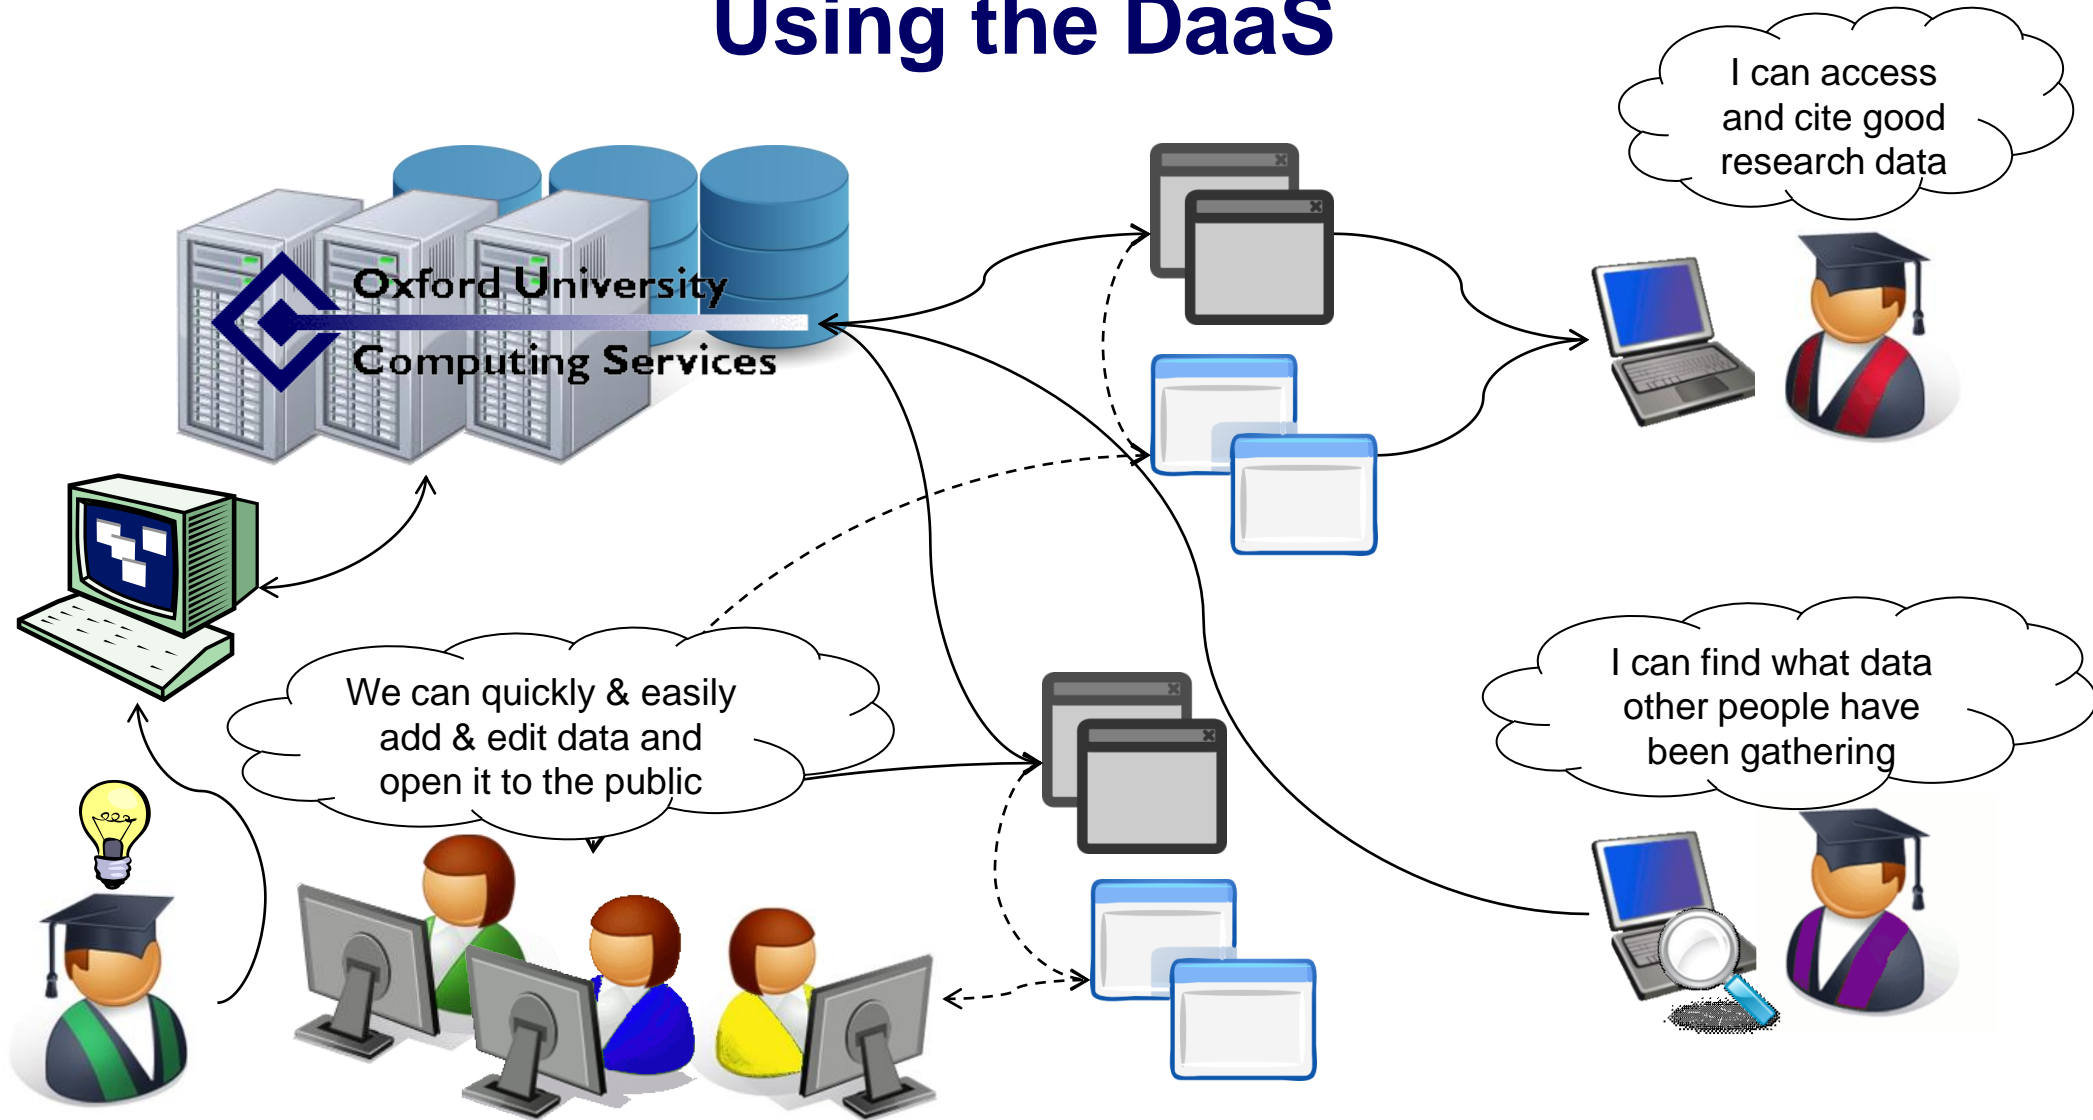 Using the DaaS
I can access
and cite good
research data
Oxford University
Computing Services
We can quickly & easily
add & edit data and
open it to the public
I can find what data
other people have
been gathering